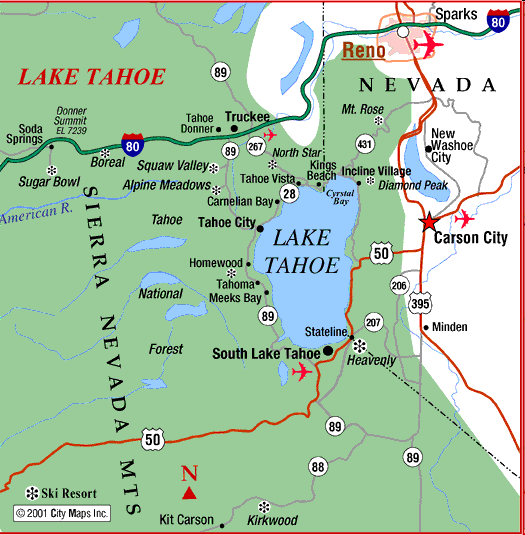 Sparks
80
Reno
LAKE TAHOE
89
NEVADA
Mt. Rose
Donner
Summit
EL 7239
Tahoe
Donner
Truckee
Soda
Springs
80
Boreal
89
267
431
New
Washoe
City
North Star
Squaw Valley
Kings
Beach
Incline Village
Sugar Bowl
Alpine Meadows
Tahoe Vista
Diamond Peak
28
Cyrstal
Bay
Carnelian Bay
American R.
Tahoe
Tahoe City
Carson City
LAKE
TAHOE
50
Homewood
SIERRA NEVADA MTS
National
Tahoma
Meeks Bay
206
395
89
207
Stateline
Minden
Forest
South Lake Tahoe
Heavenly
50
89
89
88
N
Ski Resort
© 2001 City Maps Inc.
Kit Carson
Kirkwood